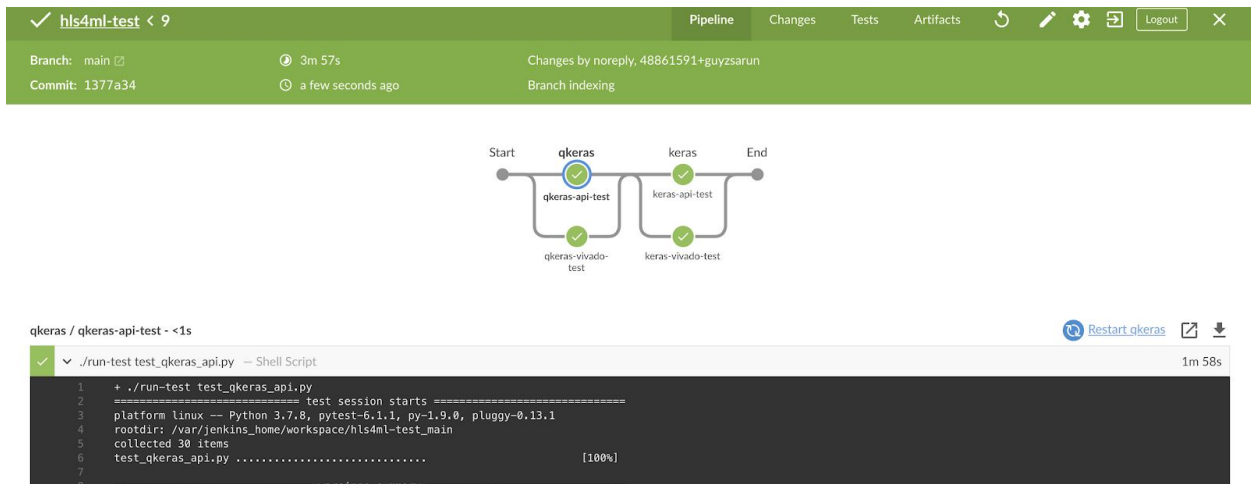 hls4ml-test < 9
Pipeline Changes Tests Artifacts Logout
Branch: main 3m 57s Changes by noreply, 48861591+guyzsarun
Commit: 1377a34 a few seconds ago Branch indexing
Start qkeras keras End
qkeras-api-test keras-api-test
qkeras-vivado-test keras-vivado-test
qkeras / qkeras-api-test - <1s Restart qkeras
./run-test test_qkeras_api.py — Shell Script 1m 58s
1 + ./run-test test_qkeras_api.py
2 ============================= test session starts ==============================
3 platform linux -- Python 3.7.8, pytest-6.1.1, py-1.9.0, pluggy-0.13.1
4 rootdir: /var/jenkins_home/workspace/hls4ml-test_main
5 collected 30 items
6 test_qkeras_api.py .............................. [100%]
7